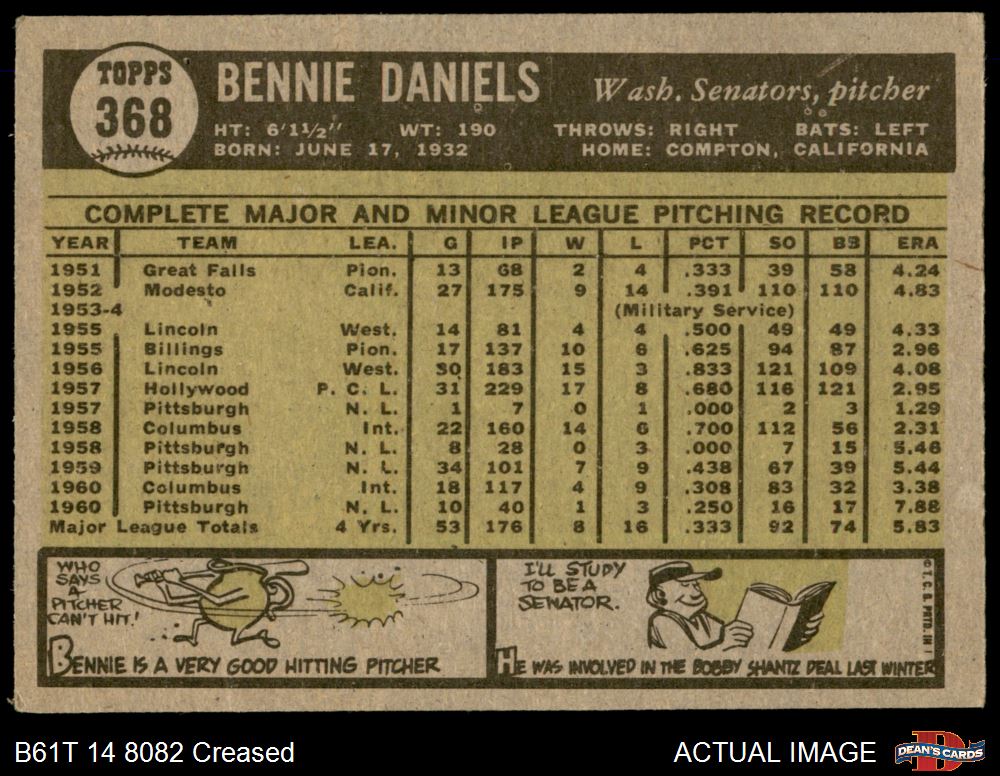 TOPPS
368
BENNIE DANIELS
Wash. Senators, pitcher
HT: 6'1½" WT: 190 THROWS: RIGHT BATS: LEFT
BORN: JUNE 17, 1932 HOME: COMPTON, CALIFORNIA
COMPLETE MAJOR AND MINOR LEAGUE PITCHING RECORD
YEAR TEAM LEA. G IP W L PCT SO BB ERA
1951 Great Falls Pion. 13 68 2 4 .333 39 58 4.24
1952 Modesto Calif. 27 175 9 14 .391 110 110 4.83
1953-4 (Military Service)
1955 Lincoln West. 14 81 4 4 .500 49 49 4.33
1955 Billings Pion. 17 137 10 6 .625 94 87 2.96
1956 Lincoln West. 30 183 15 3 .833 121 109 4.08
1957 Hollywood P. C. L. 31 229 17 8 .680 116 121 2.95
1957 Pittsburgh N. L. 1 7 0 1 .000 2 3 1.29
1958 Columbus Int. 22 160 14 6 .700 112 56 2.31
1958 Pittsburgh N. L. 8 28 0 3 .000 7 15 5.46
1959 Pittsburgh N. L. 34 101 7 9 .438 67 39 5.44
1960 Columbus Int. 18 117 4 9 .308 83 32 3.38
1960 Pittsburgh N. L. 10 40 1 3 .250 16 17 7.88
Major League Totals 4 Yrs. 53 176 8 16 .333 92 74 5.83
WHO
SAYS
A
PITCHER
CAN'T HIT!
BENNIE IS A VERY GOOD HITTING PITCHER
I'LL STUDY
TO BE A
SENATOR.
HE WAS INVOLVED IN THE BOBBY SHANTZ DEAL LAST WINTER
© T. C. G. PRTD. IN
B61T 14 8082 Creased
ACTUAL IMAGE
DEAN'S CARDS